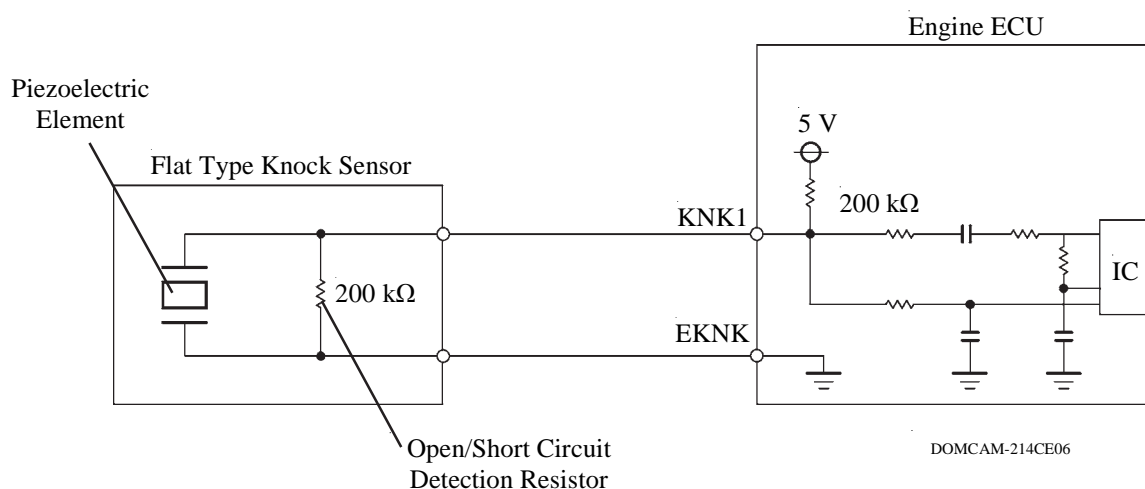 Engine ECU
Piezoelectric
Element
5 V
Flat Type Knock Sensor
KNK1
200 kΩ
IC
200 kΩ
EKNK
Open/Short Circuit
Detection Resistor
DOMCAM-214CE06